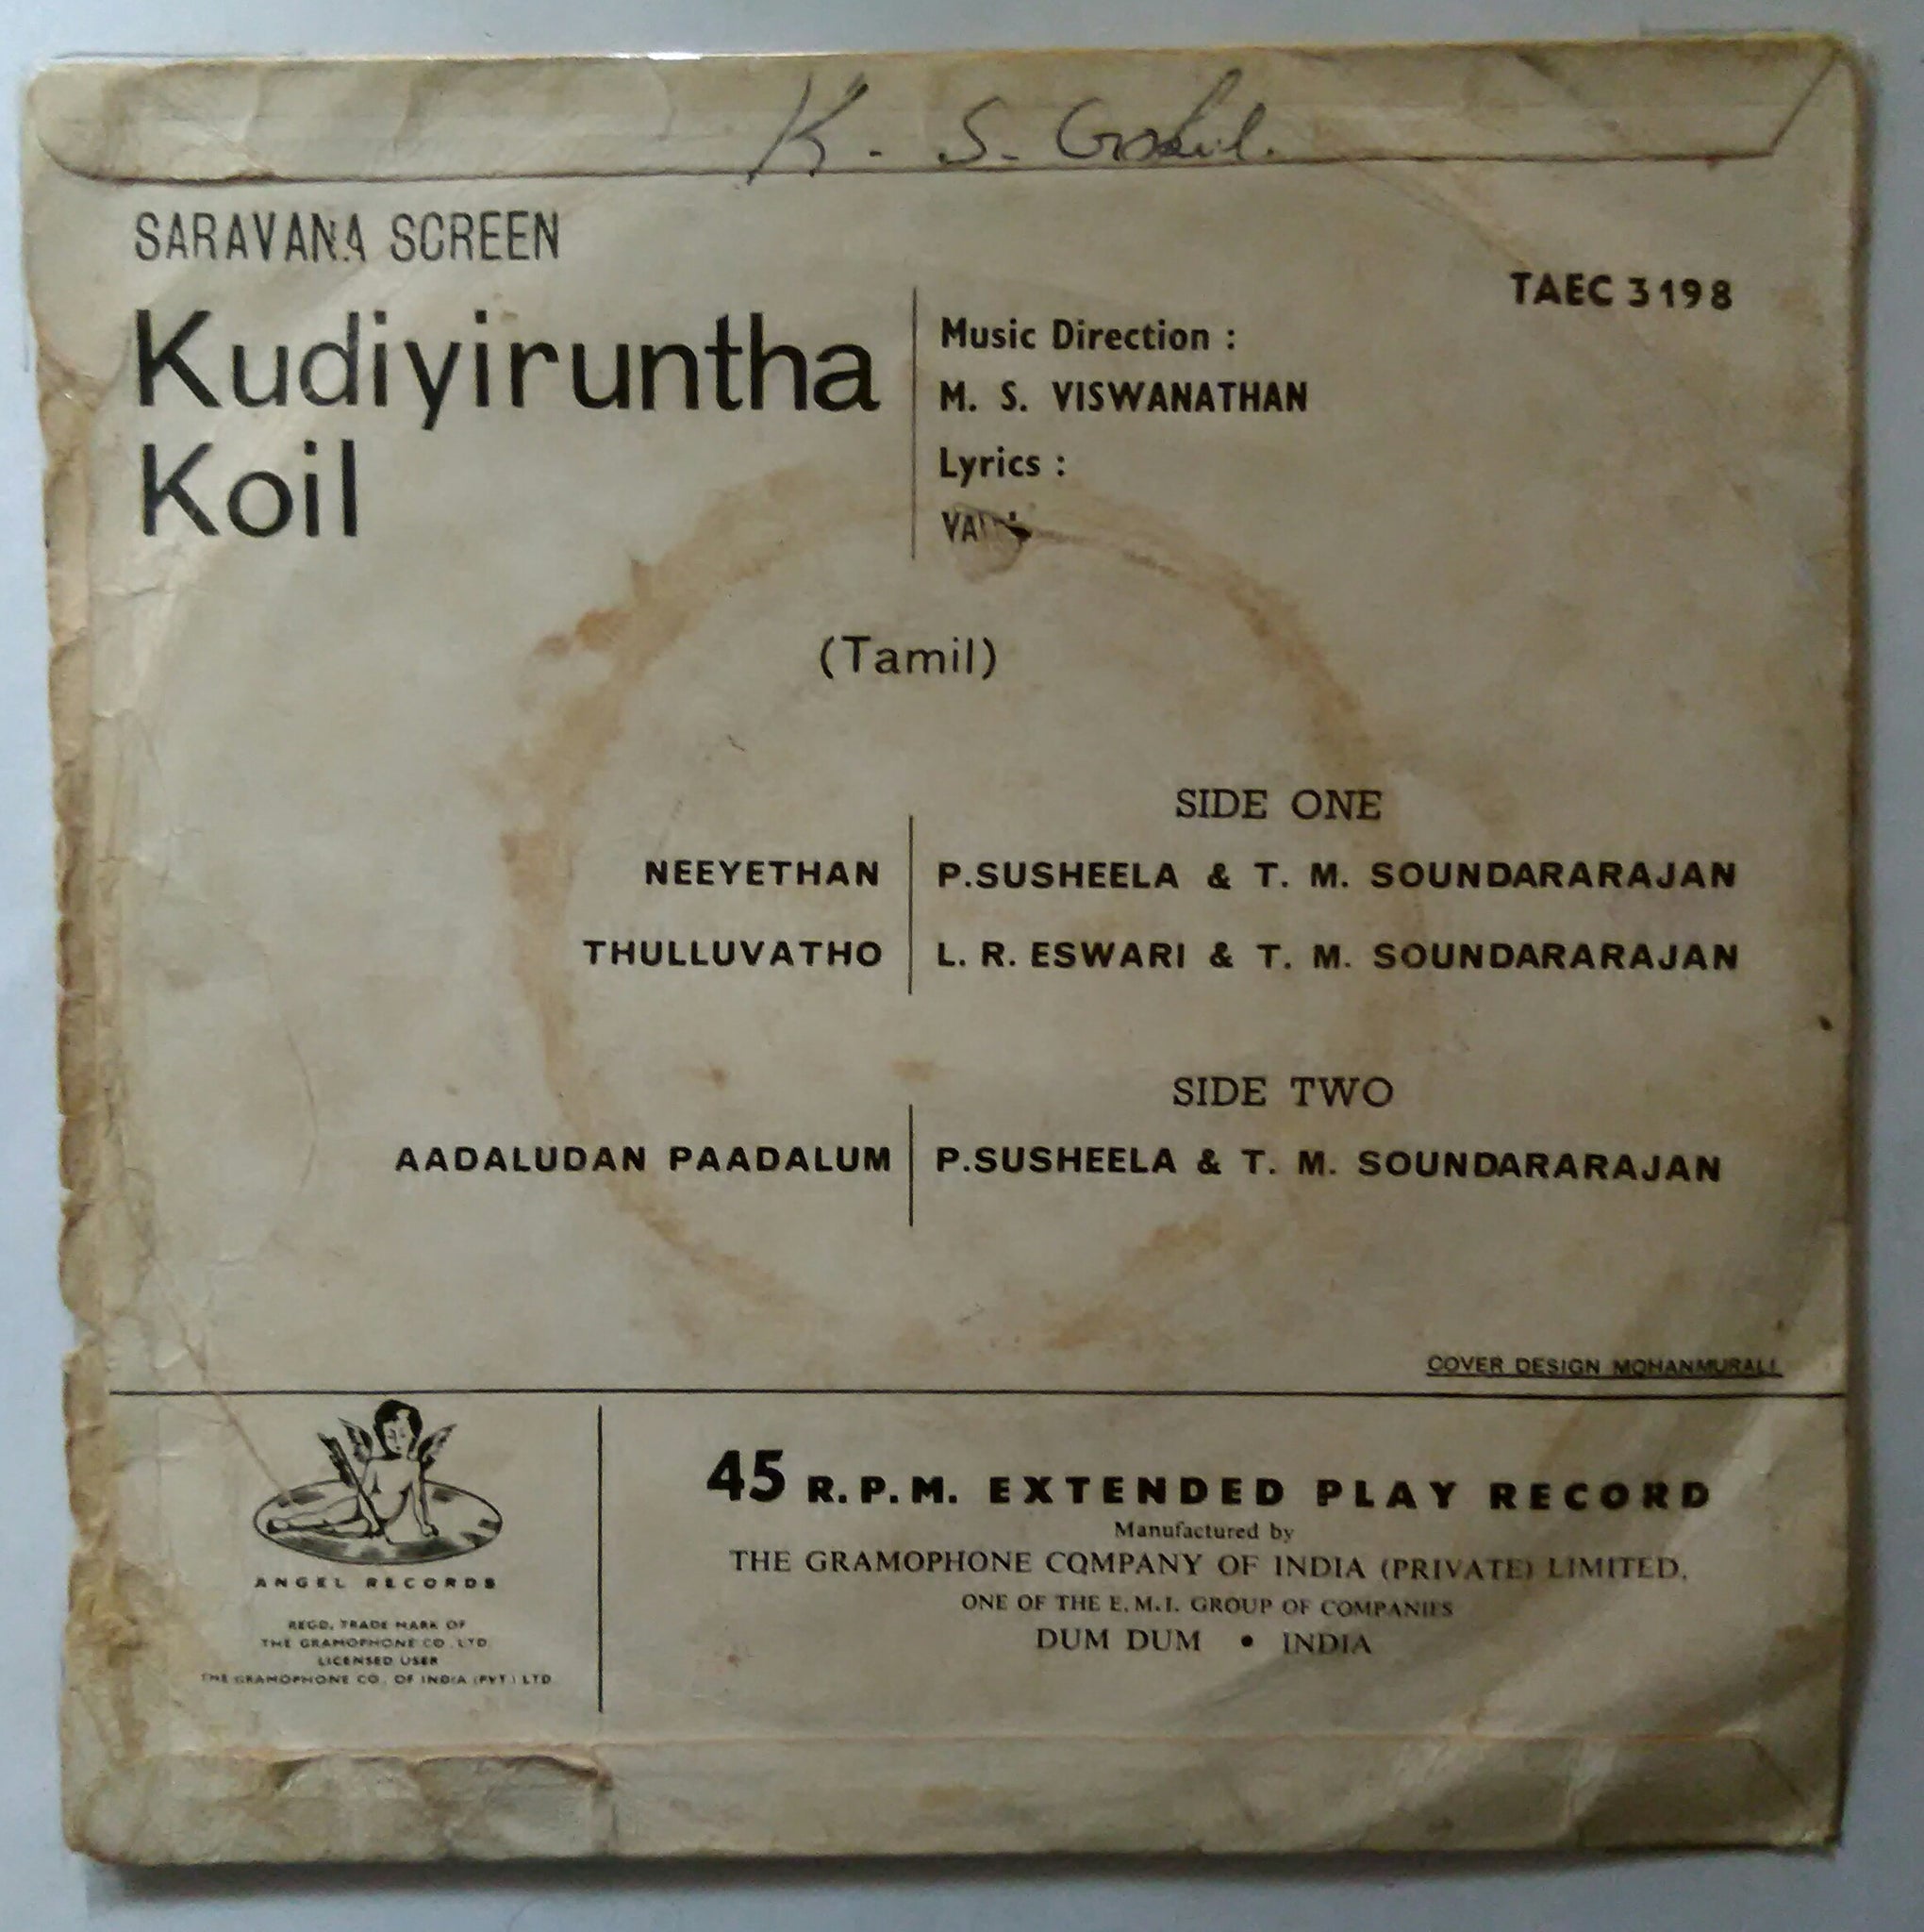 K. S. Gokul.
SARAVANA SCREEN
TAEC 3198
Kudiyiruntha
Koil
Music Direction :
M. S. VISWANATHAN
Lyrics :
(Tamil)
SIDE ONE
NEEYETHAN P.SUSHEELA & T. M. SOUNDARARAJAN
THULLUVATHO L. R. ESWARI & T. M. SOUNDARARAJAN
SIDE TWO
AADALUDAN PAADALUM P.SUSHEELA & T. M. SOUNDARARAJAN
COVER DESIGN MOHANMURALI
ANGEL RECORDS
REGD. TRADE MARK OF
THE GRAMOPHONE CO. LTD.
LICENSED USER
THE GRAMOPHONE CO. OF INDIA (PVT.) LTD.
45 R.P.M. EXTENDED PLAY RECORD
Manufactured by
THE GRAMOPHONE COMPANY OF INDIA (PRIVATE) LIMITED,
ONE OF THE E.M.I. GROUP OF COMPANIES
DUM DUM • INDIA